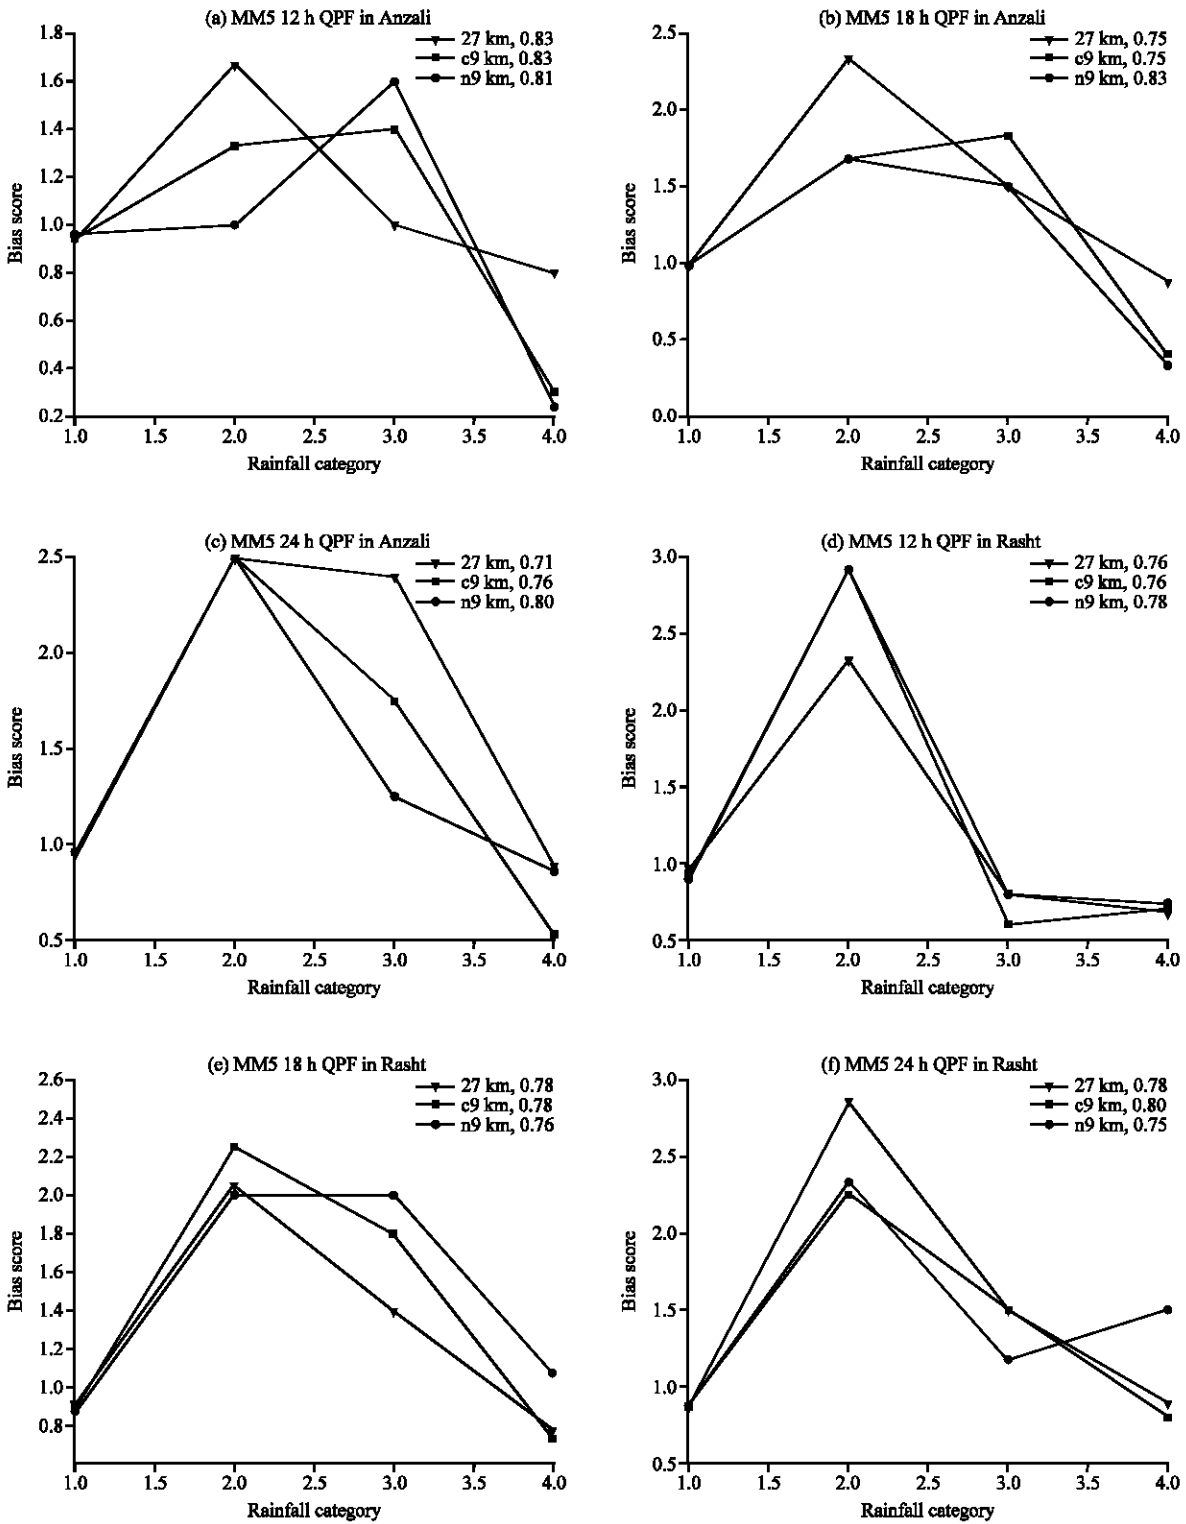 (a) MM5 12 h QPF in Anzali
27 km, 0.83
c9 km, 0.83
n9 km, 0.81
1.8
1.6
1.4
1.2
1.0
0.8
0.6
0.4
0.2
Bias score
1.0 1.5 2.0 2.5 3.0 3.5 4.0
Rainfall category
(b) MM5 18 h QPF in Anzali
27 km, 0.75
c9 km, 0.75
n9 km, 0.83
2.5
2.0
1.5
1.0
0.5
0.0
Bias score
1.0 1.5 2.0 2.5 3.0 3.5 4.0
Rainfall category
(c) MM5 24 h QPF in Anzali
27 km, 0.71
c9 km, 0.76
n9 km, 0.80
2.5
2.0
1.5
1.0
0.5
Bias score
1.0 1.5 2.0 2.5 3.0 3.5 4.0
Rainfall category
(d) MM5 12 h QPF in Rasht
27 km, 0.76
c9 km, 0.76
n9 km, 0.78
3.0
2.5
2.0
1.5
1.0
0.5
Bias score
1.0 1.5 2.0 2.5 3.0 3.5 4.0
Rainfall category
(e) MM5 18 h QPF in Rasht
27 km, 0.78
c9 km, 0.78
n9 km, 0.76
2.6
2.4
2.2
2.0
1.8
1.6
1.4
1.2
1.0
0.8
Bias score
1.0 1.5 2.0 2.5 3.0 3.5 4.0
Rainfall category
(f) MM5 24 h QPF in Rasht
27 km, 0.78
c9 km, 0.80
n9 km, 0.75
3.0
2.5
2.0
1.5
1.0
0.5
Bias score
1.0 1.5 2.0 2.5 3.0 3.5 4.0
Rainfall category